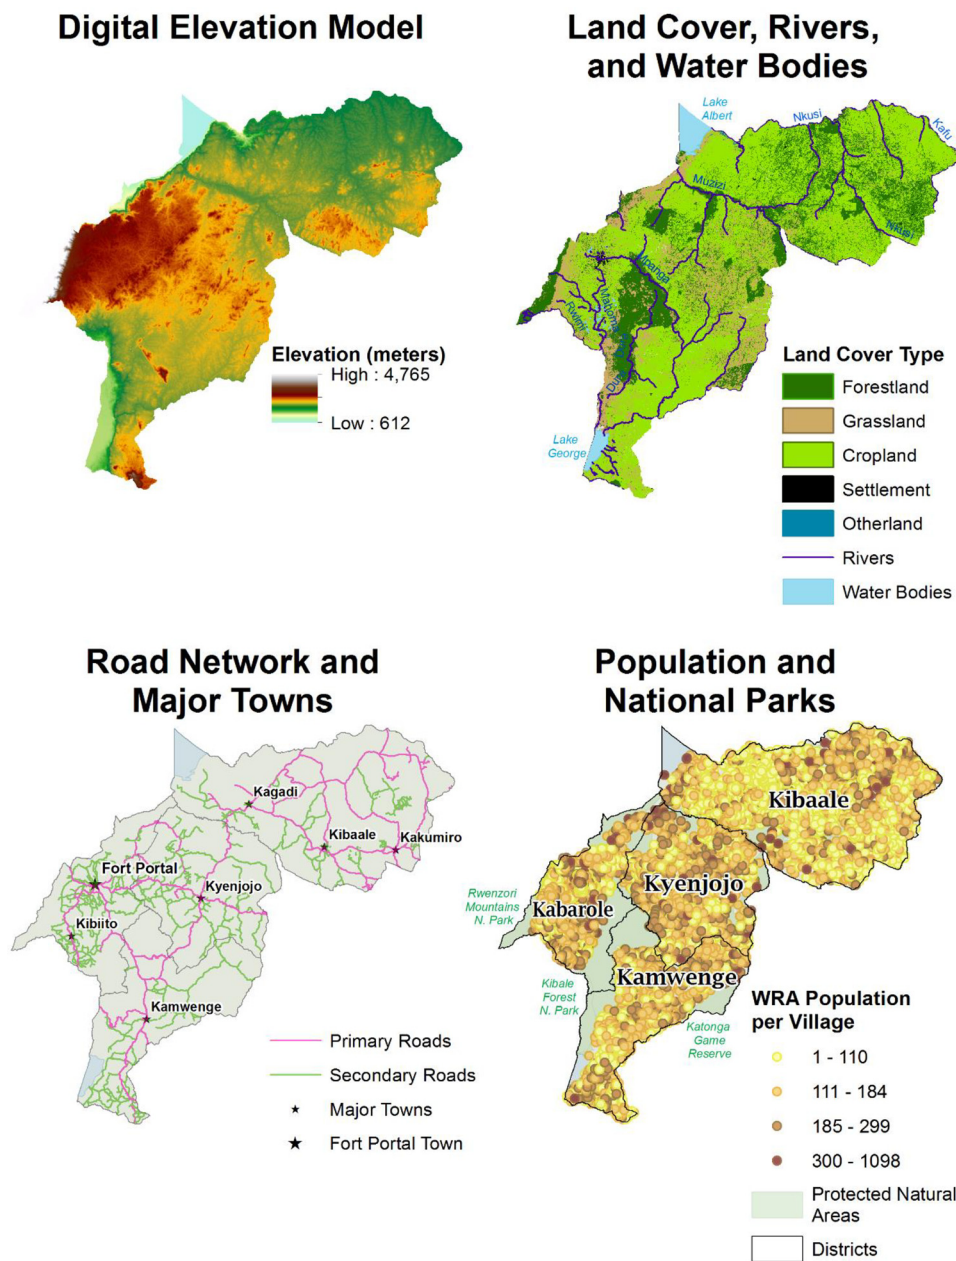 Digital Elevation Model
Elevation (meters)
High : 4,765
Low : 612
Land Cover, Rivers,
and Water Bodies
Lake
Albert
Nkusi
Kafu
Muzizi
Nkusi
Mpanga
Rwimi
Lake
George
Land Cover Type
Forestland
Grassland
Cropland
Settlement
Otherland
Rivers
Water Bodies
Road Network and
Major Towns
Kagadi
Kibaale
Kakumiro
Fort Portal
Kyenjojo
Kibiito
Kamwenge
Primary Roads
Secondary Roads
Major Towns
Fort Portal Town
Population and
National Parks
Kibaale
Kyenjojo
Rwenzori
Mountains
N. Park
Kabarole
Kamwenge
Kibale
Forest
N. Park
Katonga
Game
Reserve
WRA Population
per Village
1 - 110
111 - 184
185 - 299
300 - 1098
Protected Natural
Areas
Districts